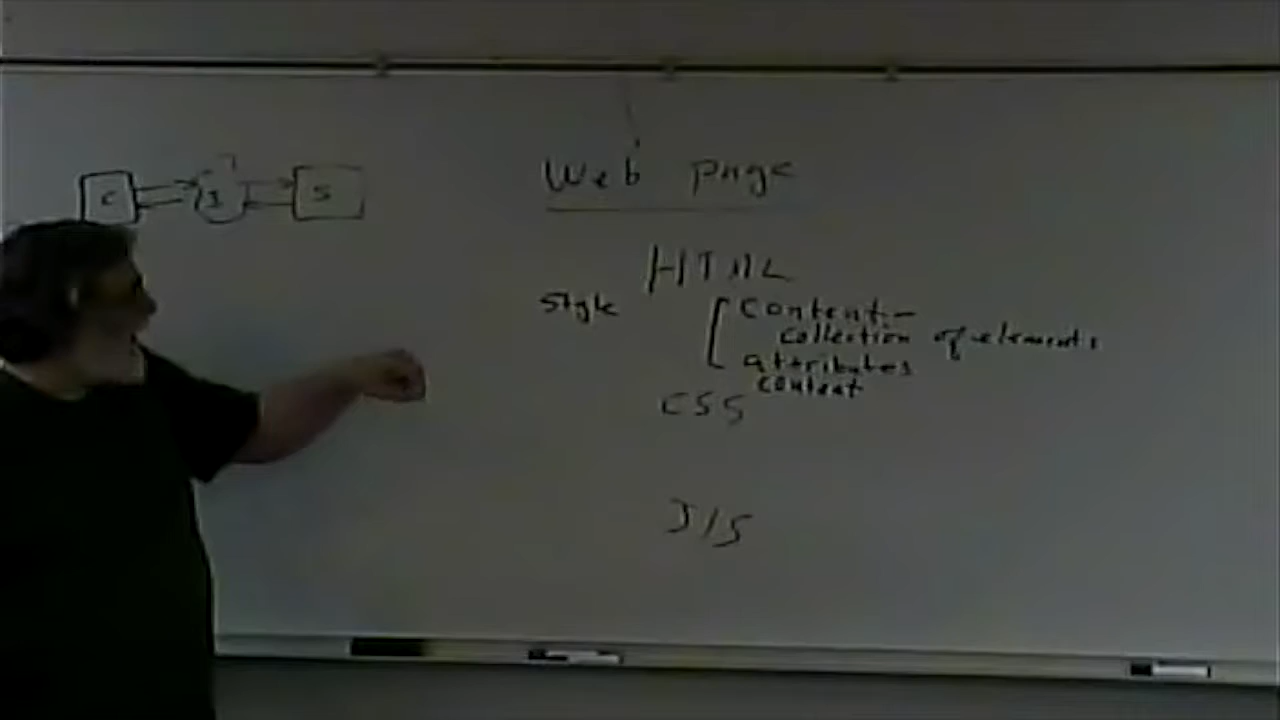 C I S
Web Page
HTML
Style
Content-
collection of elements
attributes
content
CSS
J/S